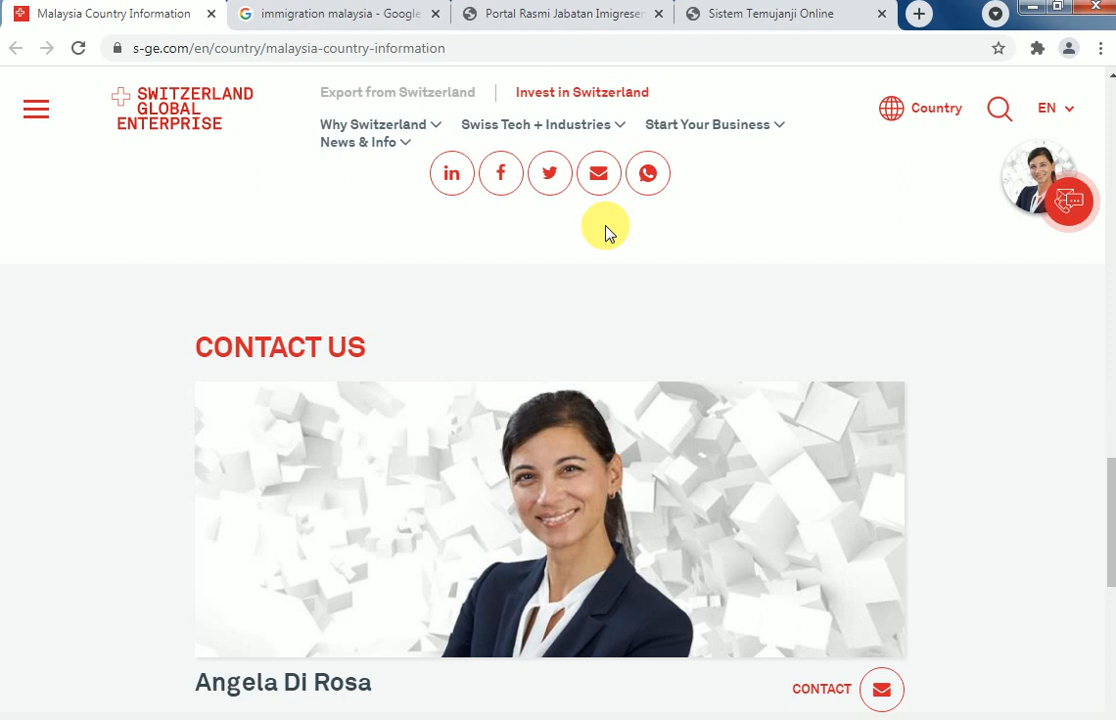 Malaysia Country Information
immigration malaysia - Google
Portal Rasmi Jabatan Imigresen
Sistem Temujanji Online
s-ge.com/en/country/malaysia-country-information
SWITZERLAND
GLOBAL
ENTERPRISE
Export from Switzerland
Invest in Switzerland
Why Switzerland
Swiss Tech + Industries
Start Your Business
News & Info
Country
EN
CONTACT US
Angela Di Rosa
CONTACT